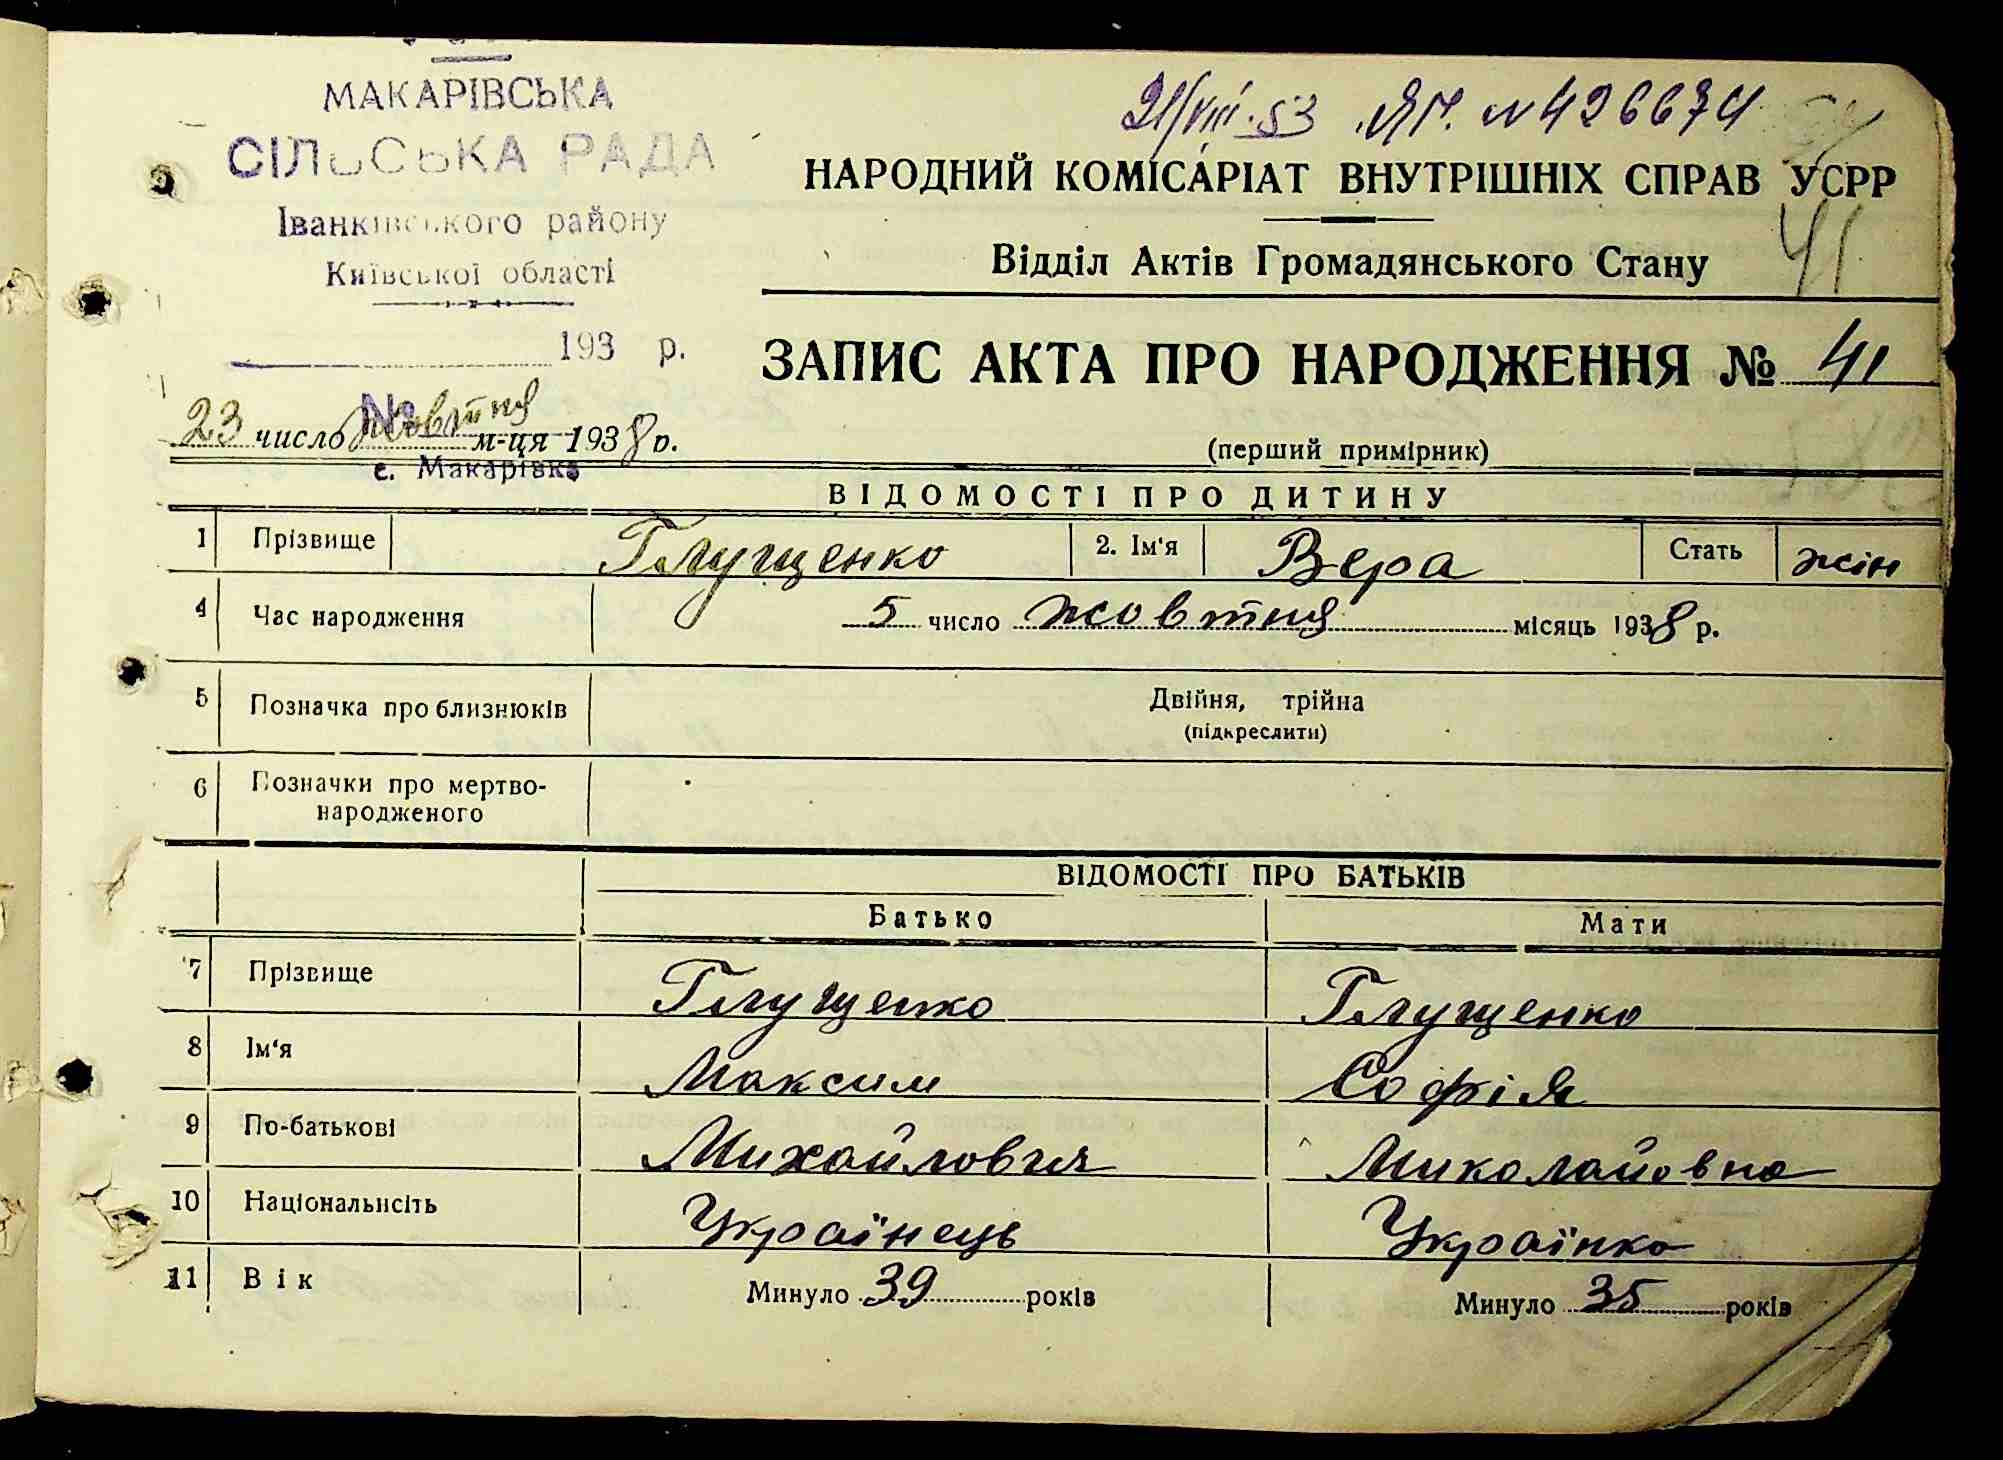 МАКАРІВСЬКА
СІЛЬСЬКА РАДА
Іванківського району
Київської області
193 р.
№
с. Макарівка
23 число Жовтня м-ця 1938 р.
21/VIII.53 ЯГ. N426674
НАРОДНИЙ КОМІСАРІАТ ВНУТРІШНІХ СПРАВ УСРР
41
Відділ Актів Громадянського Стану
ЗАПИС АКТА ПРО НАРОДЖЕННЯ № 41
(перший примірник)
ВІДОМОСТІ ПРО ДИТИНУ
1 Прізвище Глущенко 2. Ім'я Вера Стать жін
4 Час народження 5 число жовтня місяць 1938 р.
5 Позначка про близнюків Двійня, трійна
(підкреслити)
6 Позначки про мертво-
народженого
ВІДОМОСТІ ПРО БАТЬКІВ
Батько Мати
7 Прізвище Глущенко Глущенко
8 Ім'я Максим Софія
9 По-батькові Михайлович Миколайовна
10 Національність Українець Українка
11 Вік Минуло 39 років Минуло 35 років